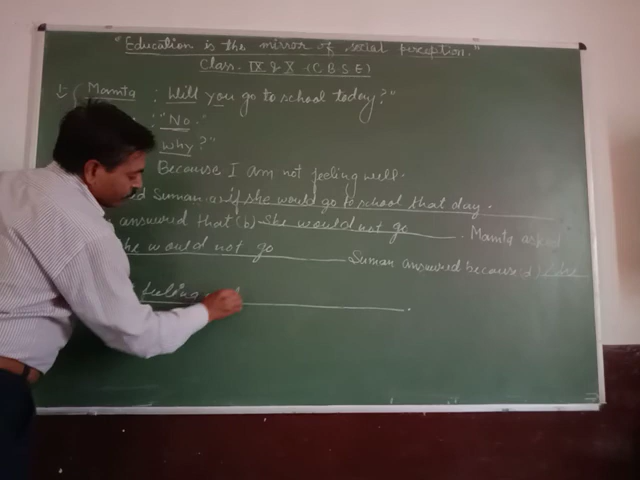 "Education is the mirror of social perception."
Class. IX & X (CBSE)
Mamta : Will you go to school today?"
: "No."
Why?"
Because I am not feeling well.
Suman a. if she would go to school that day.
answered that (b) She would not go. Mamta asked
he would not go Suman answered because (d) She
feeling